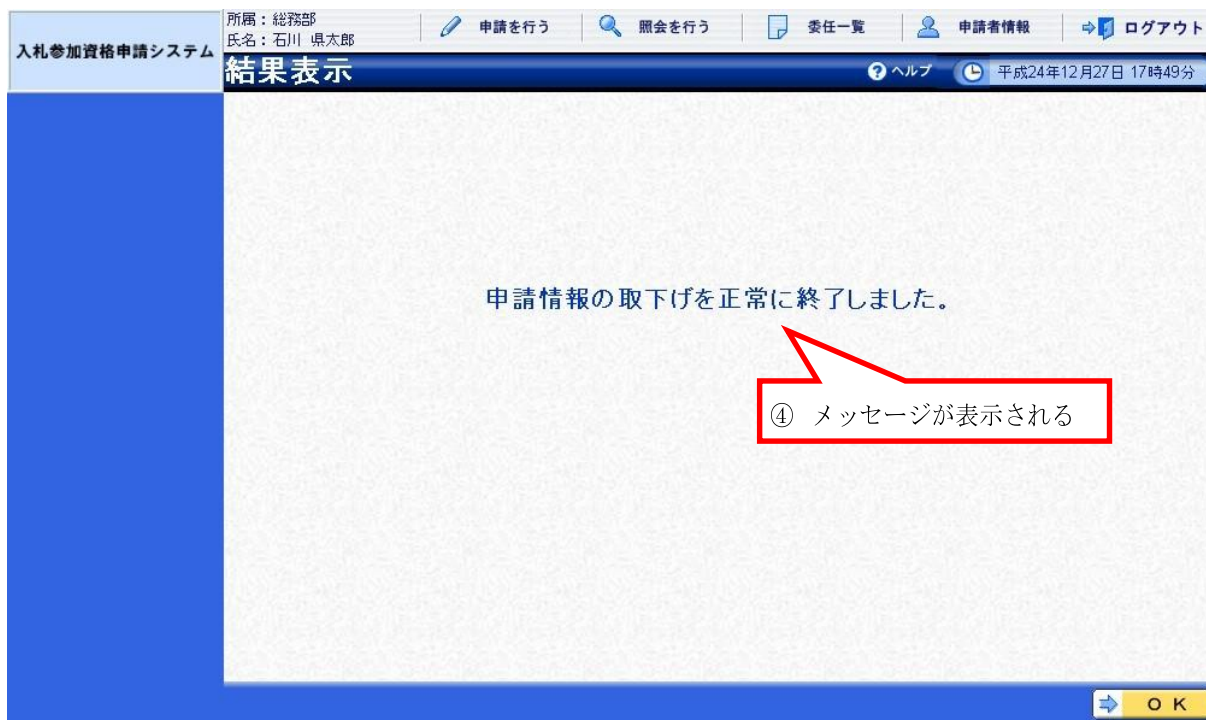 入札参加資格申請システム
所属：総務部
氏名：石川 県太郎
申請を行う
照会を行う
委任一覧
申請者情報
ログアウト
結果表示
ヘルプ
平成24年12月27日 17時49分
申請情報の取下げを正常に終了しました。
④ メッセージが表示される
ＯＫ